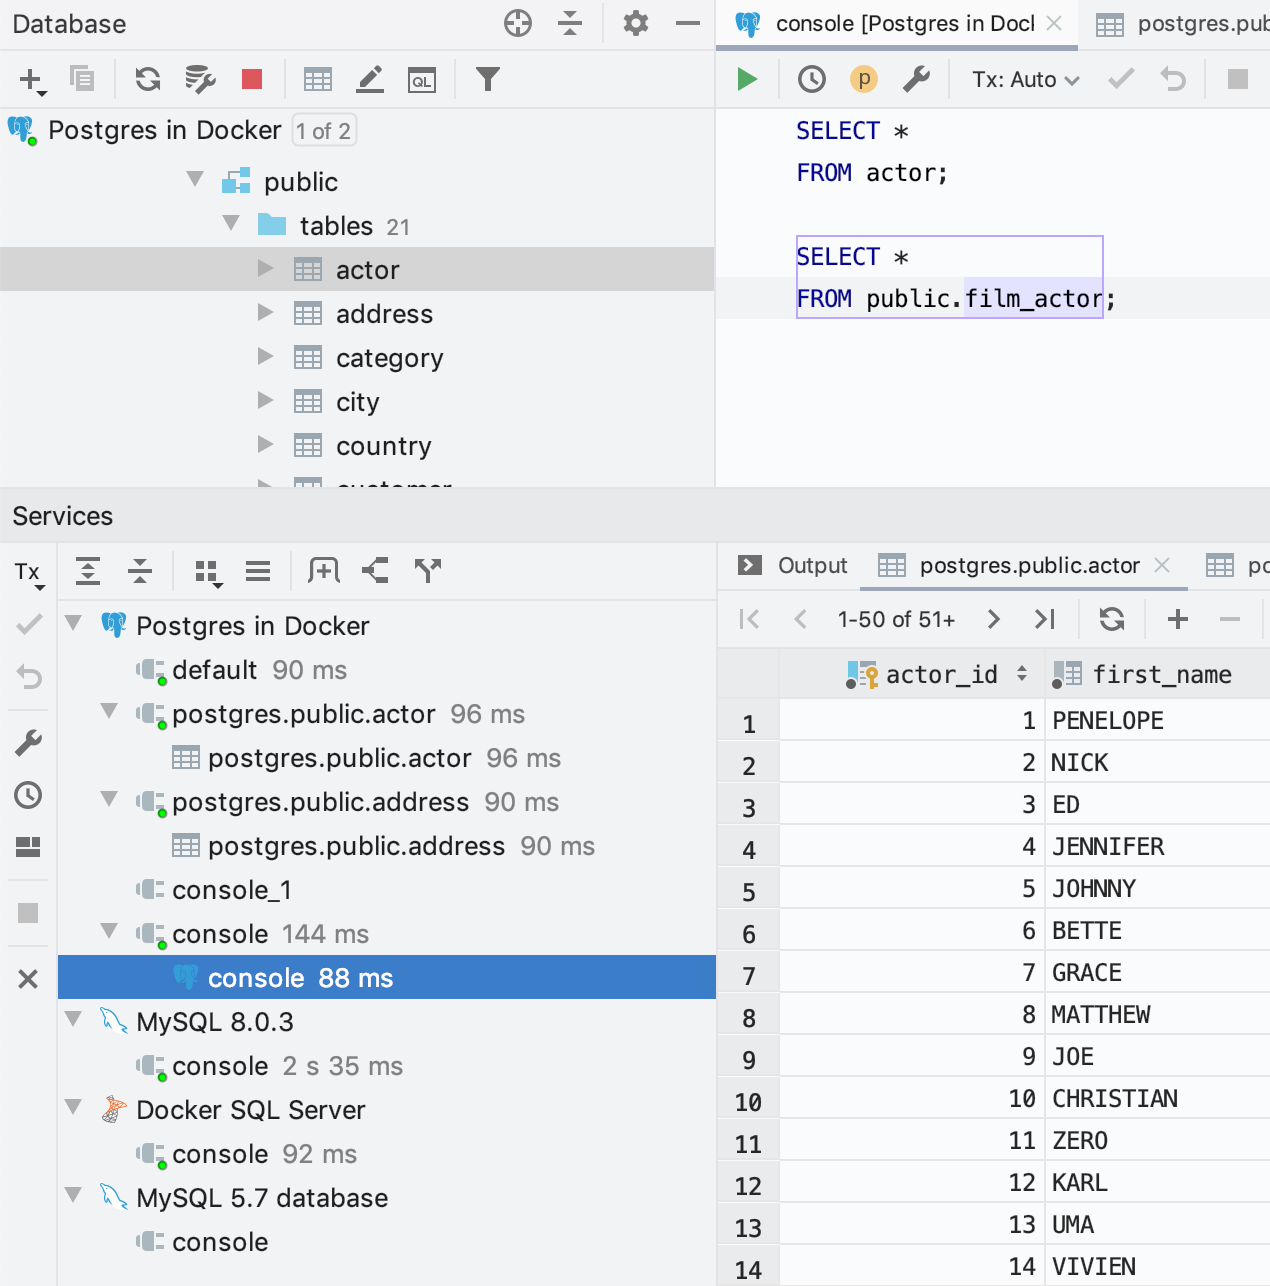 Database
Postgres in Docker 1 of 2
public
tables 21
actor
address
category
city
country
customer
console [Postgres in Docl
postgres.pub
p
Tx: Auto
SELECT *
FROM actor;
SELECT *
FROM public.film_actor;
QL
Services
Tx
Postgres in Docker
default 90 ms
postgres.public.actor 96 ms
postgres.public.actor 96 ms
postgres.public.address 90 ms
postgres.public.address 90 ms
console_1
console 144 ms
console 88 ms
MySQL 8.0.3
console 2 s 35 ms
Docker SQL Server
console 92 ms
MySQL 5.7 database
console
Output
postgres.public.actor
po
1-50 of 51+
actor_id first_name
1 1 PENELOPE
2 2 NICK
3 3 ED
4 4 JENNIFER
5 5 JOHNNY
6 6 BETTE
7 7 GRACE
8 8 MATTHEW
9 9 JOE
10 10 CHRISTIAN
11 11 ZERO
12 12 KARL
13 13 UMA
14 14 VIVIEN